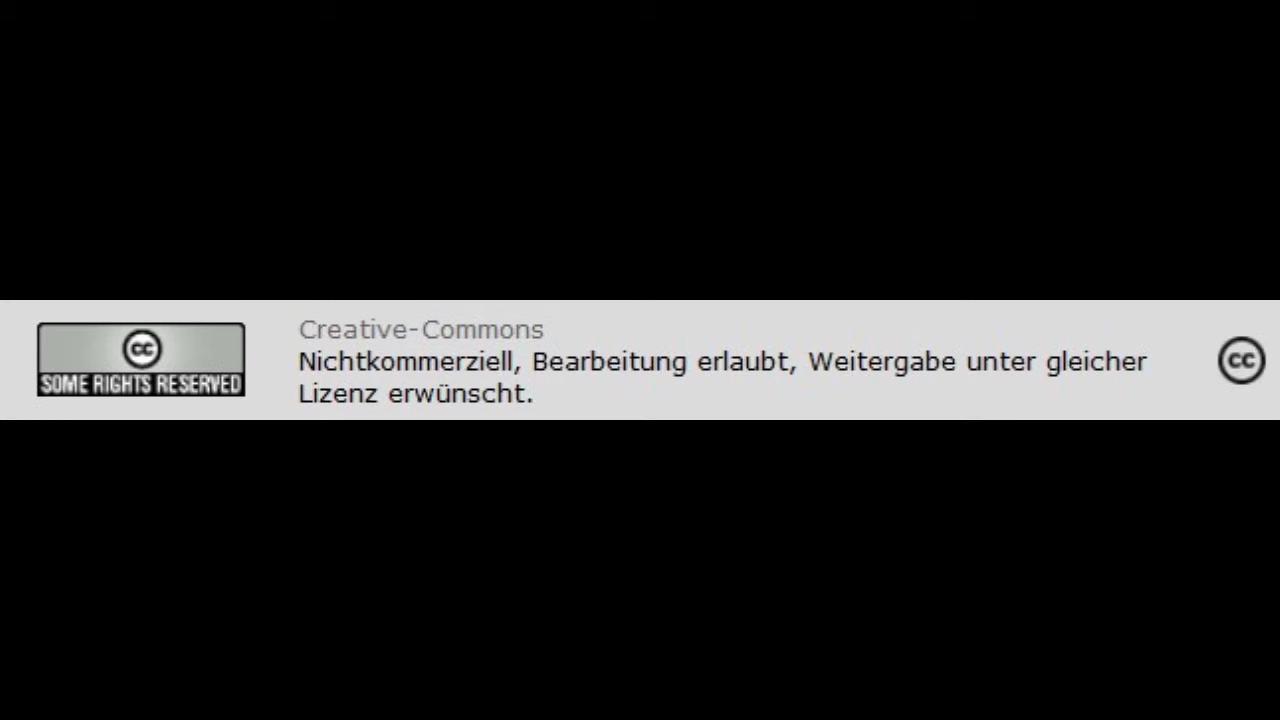 cc
SOME RIGHTS RESERVED
Creative-Commons
Nichtkommerziell, Bearbeitung erlaubt, Weitergabe unter gleicher
Lizenz erwünscht.
cc